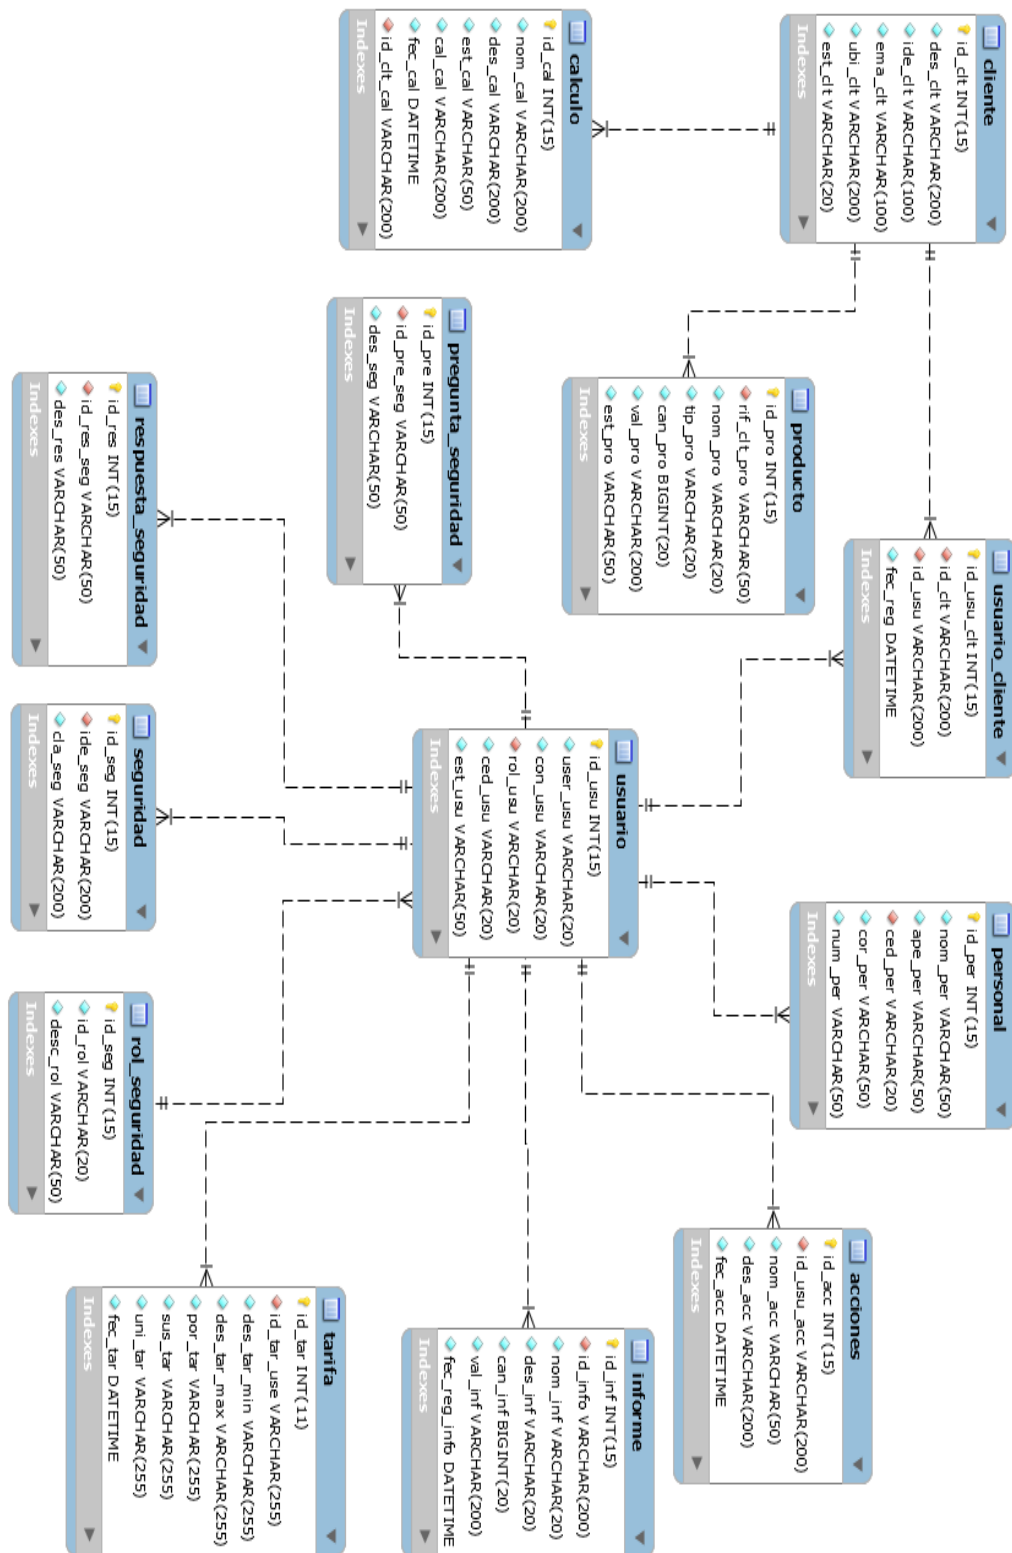 cliente
id_clt INT(15)
des_clt VARCHAR(200)
ide_clt VARCHAR(100)
ema_clt VARCHAR(100)
ubi_clt VARCHAR(200)
est_clt VARCHAR(20)
Indexes
usuario_cliente
id_usu_clt INT(15)
id_clt VARCHAR(200)
id_usu VARCHAR(200)
fec_reg DATETIME
Indexes
personal
id_per INT(15)
nom_per VARCHAR(50)
ape_per VARCHAR(50)
ced_per VARCHAR(20)
cor_per VARCHAR(50)
num_per VARCHAR(50)
Indexes
acciones
id_acc INT(15)
id_usu_acc VARCHAR(200)
nom_acc VARCHAR(50)
des_acc VARCHAR(200)
fec_acc DATETIME
Indexes
producto
id_pro INT(15)
rif_clt_pro VARCHAR(50)
nom_pro VARCHAR(20)
tip_pro VARCHAR(20)
can_pro BIGINT(20)
val_pro VARCHAR(200)
est_pro VARCHAR(50)
Indexes
calculo
id_cal INT(15)
nom_cal VARCHAR(200)
des_cal VARCHAR(200)
est_cal VARCHAR(50)
cal_cal VARCHAR(200)
fec_cal DATETIME
id_clt_cal VARCHAR(200)
Indexes
usuario
id_usu INT(15)
user_usu VARCHAR(20)
con_usu VARCHAR(20)
rol_usu VARCHAR(20)
ced_usu VARCHAR(20)
est_usu VARCHAR(50)
Indexes
informe
id_inf INT(15)
id_info VARCHAR(200)
nom_inf VARCHAR(20)
des_inf VARCHAR(20)
can_inf BIGINT(20)
val_inf VARCHAR(200)
fec_reg_info DATETIME
Indexes
pregunta_seguridad
id_pre INT(15)
id_pre_seg VARCHAR(50)
des_seg VARCHAR(50)
Indexes
tarifa
id_tar INT(11)
id_tar_use VARCHAR(255)
des_tar_min VARCHAR(255)
des_tar_max VARCHAR(255)
por_tar VARCHAR(255)
sus_tar VARCHAR(255)
uni_tar VARCHAR(255)
fec_tar DATETIME
Indexes
respuesta_seguridad
id_res INT(15)
id_res_seg VARCHAR(50)
des_res VARCHAR(50)
Indexes
seguridad
id_seg INT(15)
ide_seg VARCHAR(200)
cla_seg VARCHAR(200)
Indexes
rol_seguridad
id_seg INT(15)
id_rol VARCHAR(20)
desc_rol VARCHAR(50)
Indexes